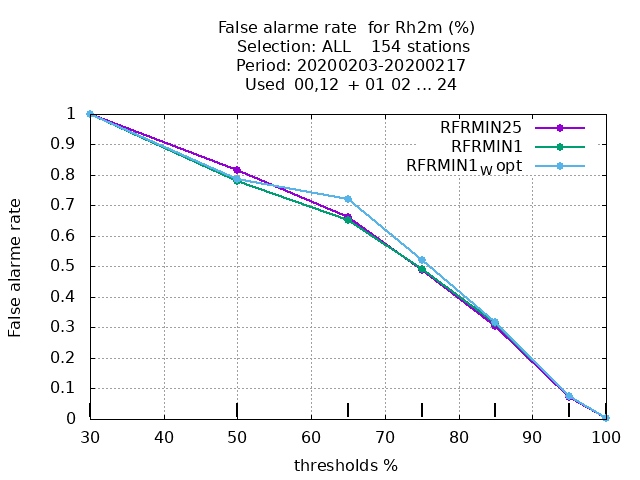 False alarme rate  for Rh2m (%)
Selection: ALL    154 stations
Period: 20200203-20200217
Used  00,12  + 01 02 ... 24
RFRMIN25
RFRMIN1
RFRMIN1W opt
False alarme rate
1
0.9
0.8
0.7
0.6
0.5
0.4
0.3
0.2
0.1
0
30 40 50 60 70 80 90 100
thresholds %